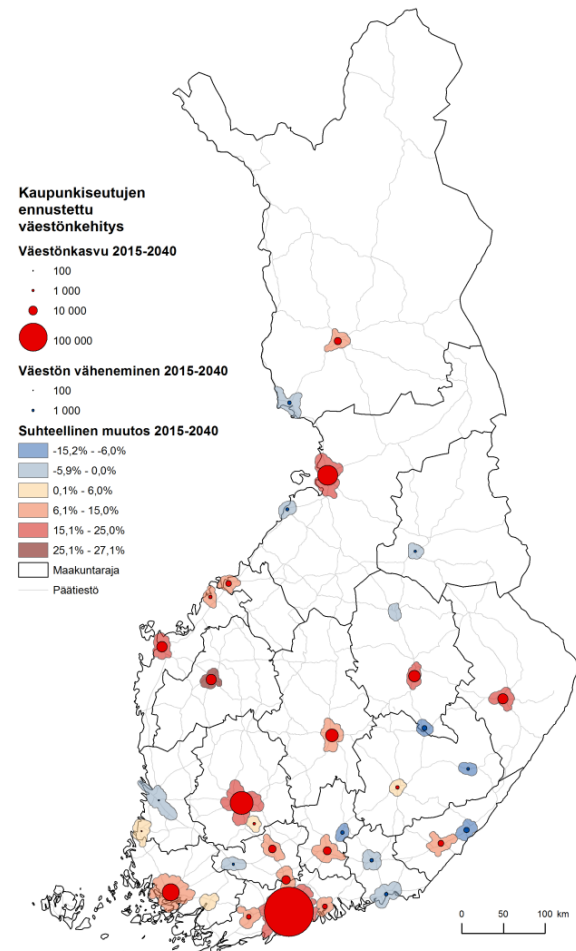 Kaupunkiseutujen
ennustettu
väestönkehitys
Väestönkasvu 2015-2040
100
1 000
10 000
100 000
Väestön väheneminen 2015-2040
100
1 000
Suhteellinen muutos 2015-2040
-15,2% - -6,0%
-5,9% - 0,0%
0,1% - 6,0%
6,1% - 15,0%
15,1% - 25,0%
25,1% - 27,1%
Maakuntaraja
Päätiestö
0 50 100 km